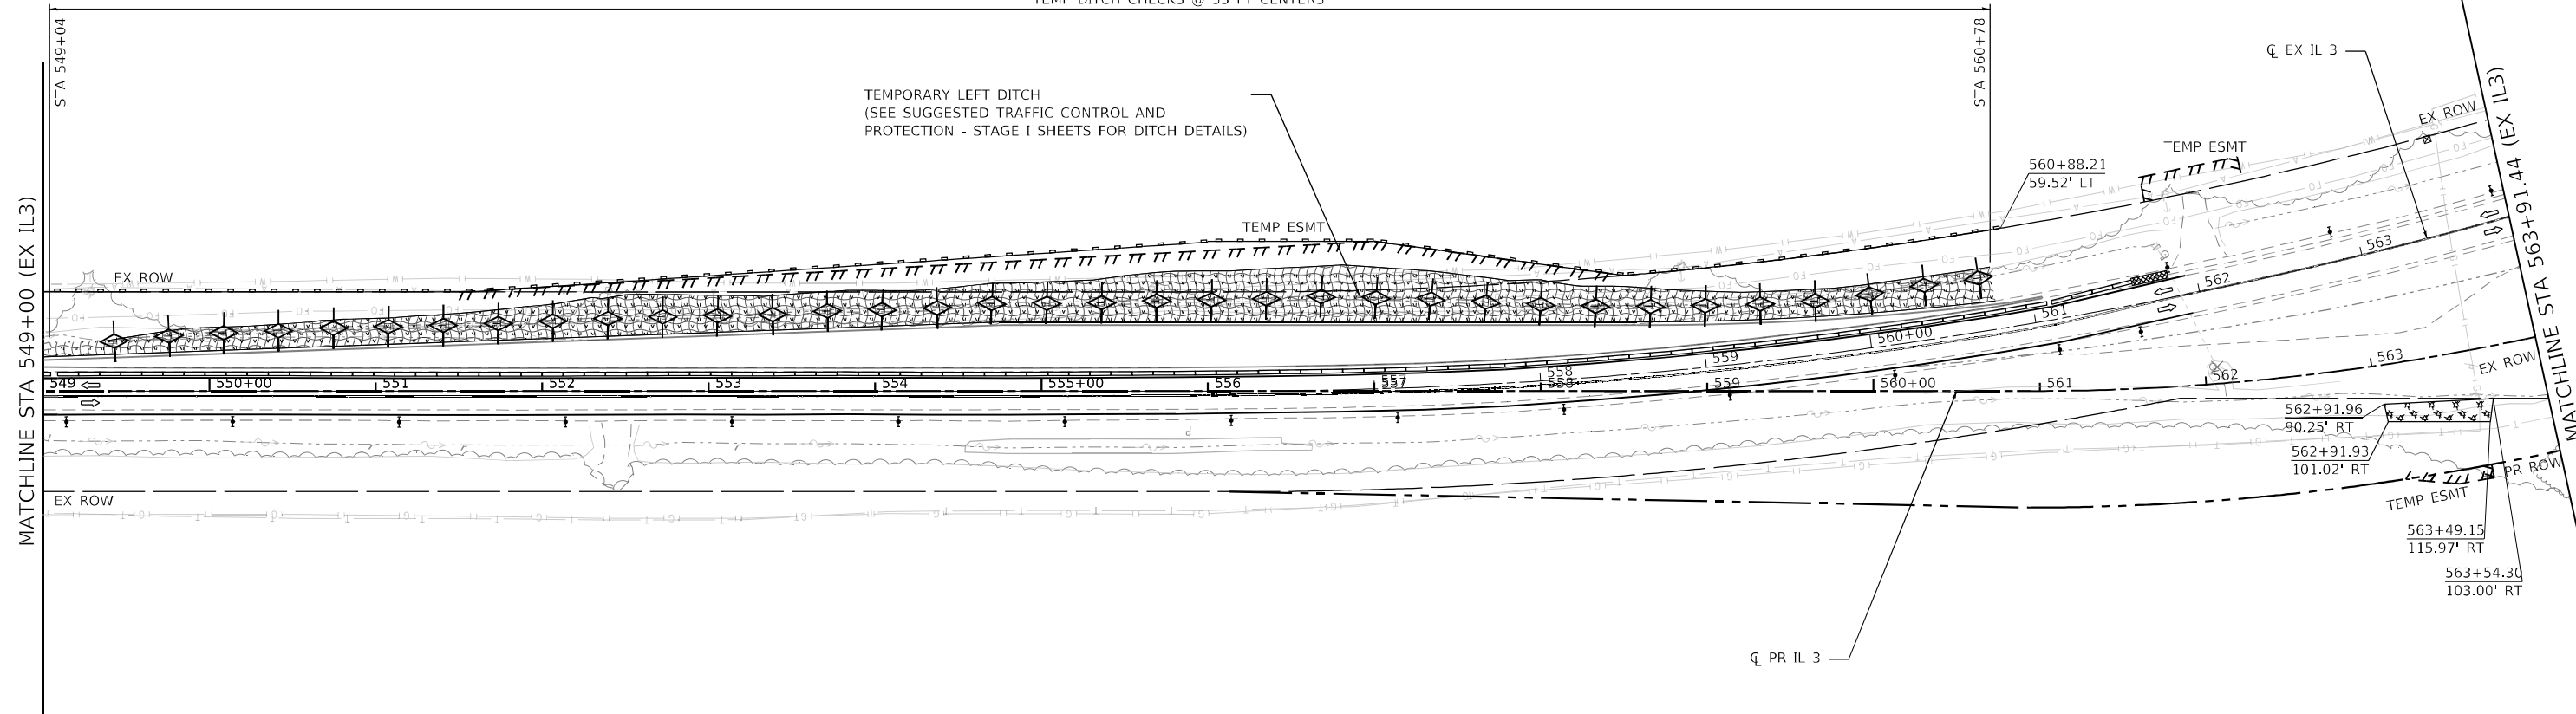 TEMP DITCH CHECKS @ 33 FT CENTERS
STA 549+04
STA 560+78
℄ EX IL 3
TEMPORARY LEFT DITCH
(SEE SUGGESTED TRAFFIC CONTROL AND
PROTECTION - STAGE I SHEETS FOR DITCH DETAILS)
EX ROW
TEMP ESMT
560+88.21
59.52' LT
TEMP ESMT
EX ROW
MATCHLINE STA 549+00 (EX IL3)
MATCHLINE STA 563+91.44 (EX IL3)
563
562
561
560+00
559
558
557
549
550+00
551
552
553
554
555+00
556
557
558
559
560+00
561
562
563
EX ROW
562+91.96
90.25' RT
562+91.93
101.02' RT
PR ROW
TEMP ESMT
EX ROW
563+49.15
115.97' RT
563+54.30
103.00' RT
℄ PR IL 3